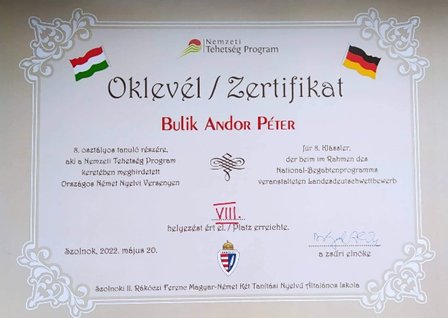 Nemzeti
Tehetség Program
Oklevél / Zertifikat
Bulik Andor Péter
8. osztályos tanuló részére,
aki a Nemzeti Tehetség Program
keretében meghirdetett
Országos Német Nyelvi Versenyen
für 8. Klässler,
der beim im Rahmen des
National-Begabtenprogramms
veranstalteten Landesdeutschwettbewerb
VIII.
helyezést ért el. / Platz erreichte.
Szolnok, 2022. május 20.
a zsűri elnöke
Szolnoki II. Rákóczi Ferenc Magyar-Német Két Tanítási Nyelvű Általános Iskola